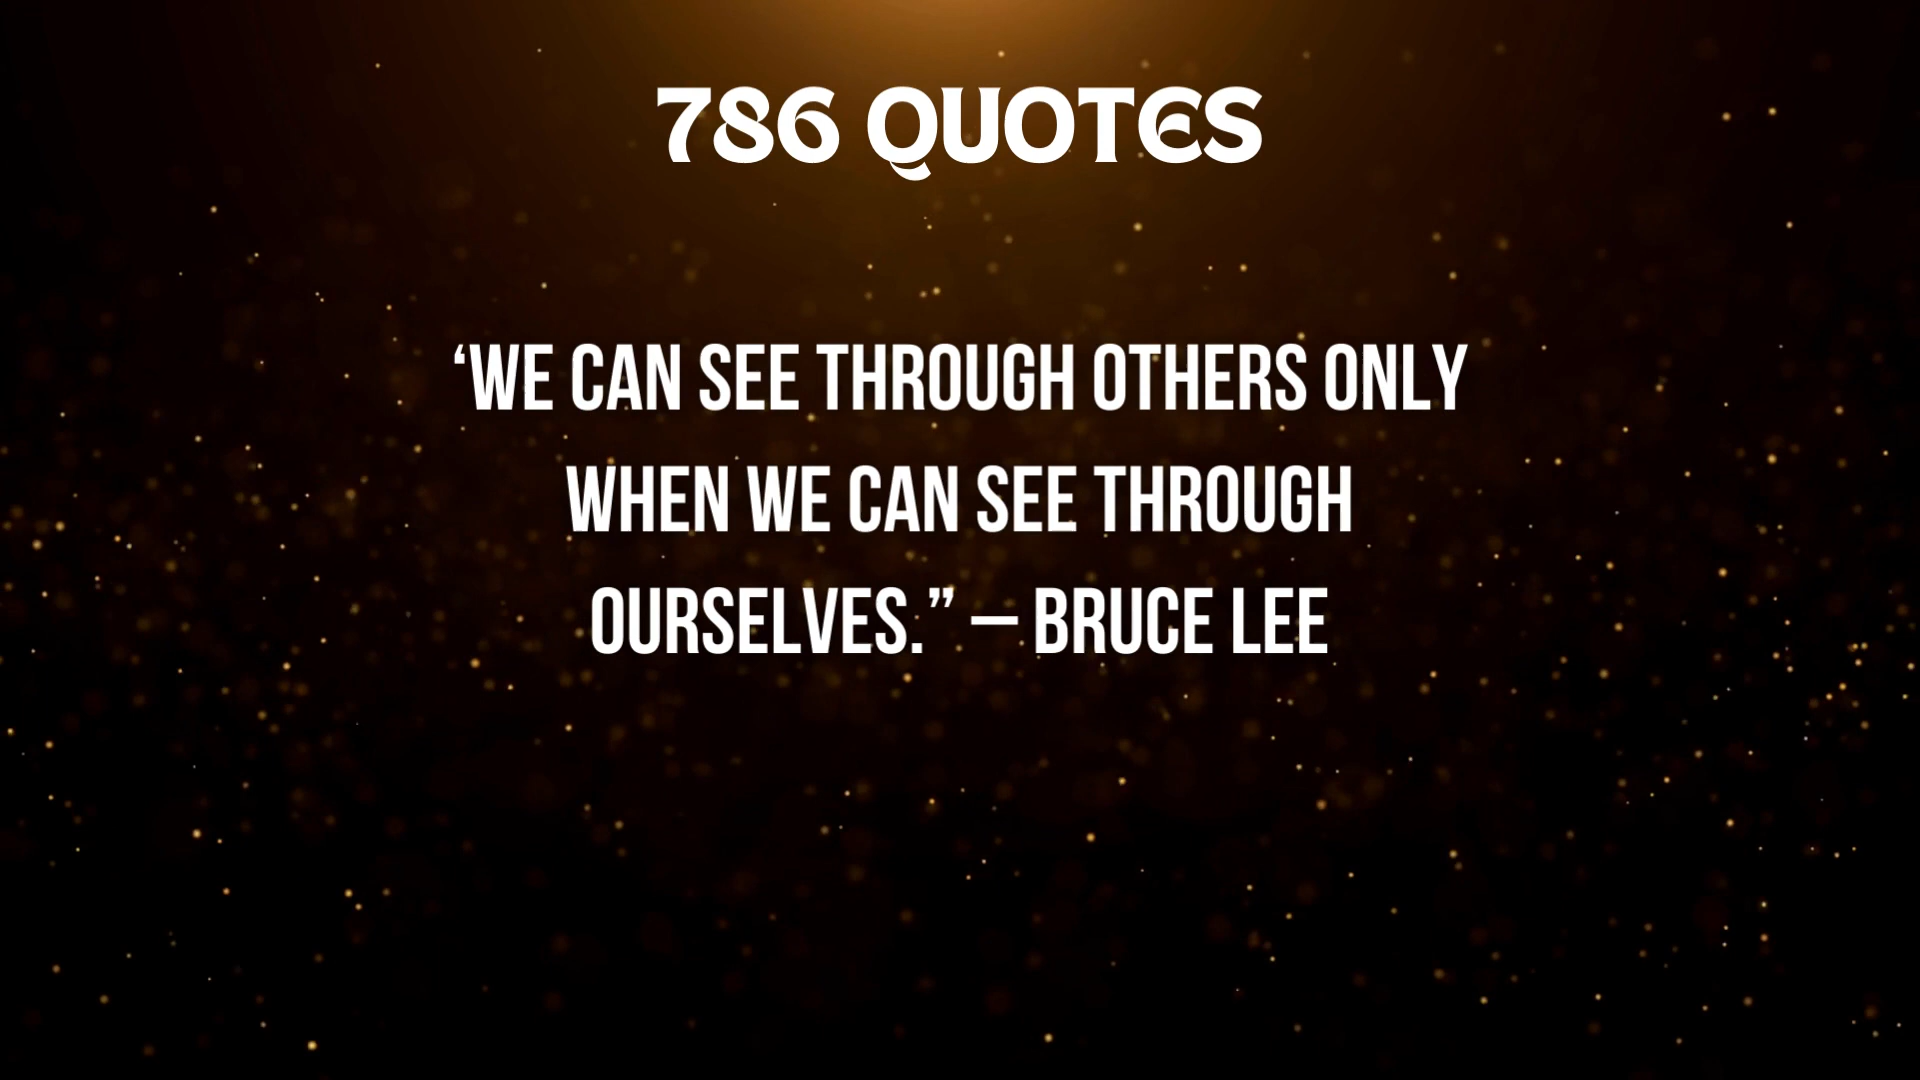 786 QUOTES
‘WE CAN SEE THROUGH OTHERS ONLY
WHEN WE CAN SEE THROUGH
OURSELVES.” – BRUCE LEE